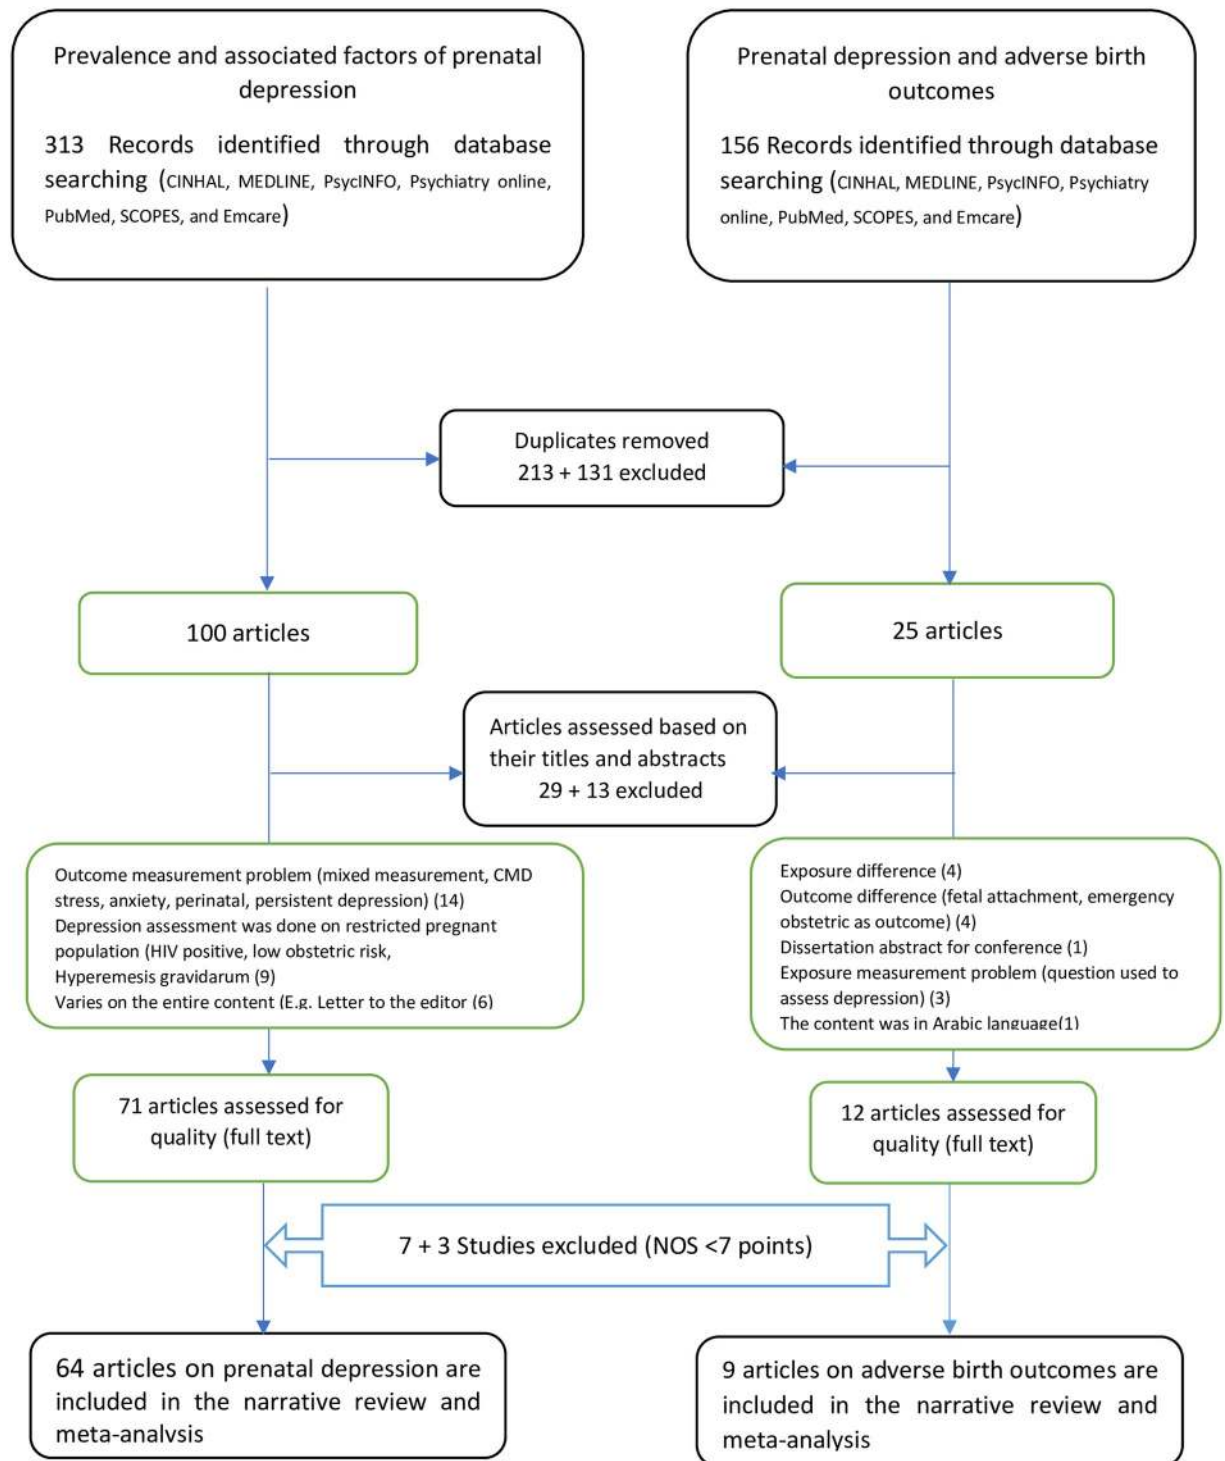 Prevalence and associated factors of prenatal
depression
313 Records identified through database
searching (CINHAL, MEDLINE, PsycINFO, Psychiatry online,
PubMed, SCOPES, and Emcare)
Prenatal depression and adverse birth
outcomes
156 Records identified through database
searching (CINHAL, MEDLINE, PsycINFO, Psychiatry
online, PubMed, SCOPES, and Emcare)
Duplicates removed
213 + 131 excluded
100 articles
25 articles
Articles assessed based on
their titles and abstracts
29 + 13 excluded
Outcome measurement problem (mixed measurement, CMD
stress, anxiety, perinatal, persistent depression) (14)
Depression assessment was done on restricted pregnant
population (HIV positive, low obstetric risk,
Hyperemesis gravidarum (9)
Varies on the entire content (E.g. Letter to the editor (6)
Exposure difference (4)
Outcome difference (fetal attachment, emergency
obstetric as outcome) (4)
Dissertation abstract for conference (1)
Exposure measurement problem (question used to
assess depression) (3)
The content was in Arabic language(1)
71 articles assessed for
quality (full text)
12 articles assessed for
quality (full text)
7 + 3 Studies excluded (NOS <7 points)
64 articles on prenatal depression are
included in the narrative review and
meta-analysis
9 articles on adverse birth outcomes are
included in the narrative review and
meta-analysis